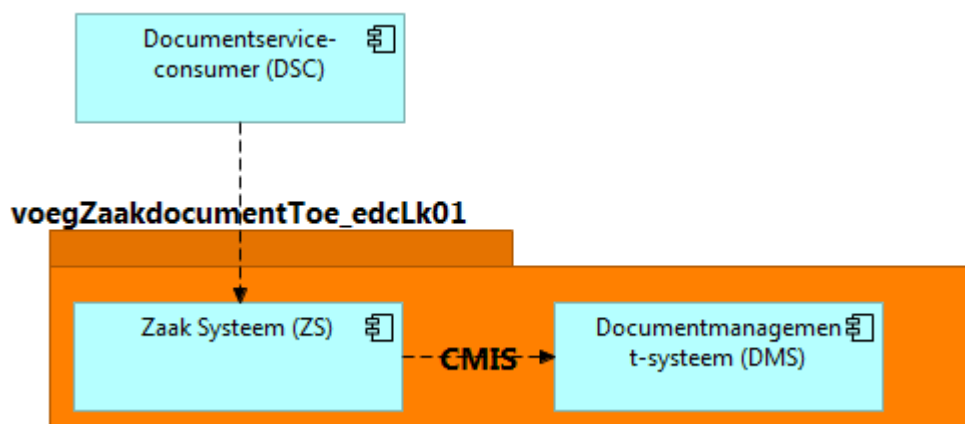 Documentservice-
consumer (DSC)
voegZaakdocumentToe_edcLk01
Zaak Systeem (ZS)
CMIS
Documentmanagemen
t-systeem (DMS)